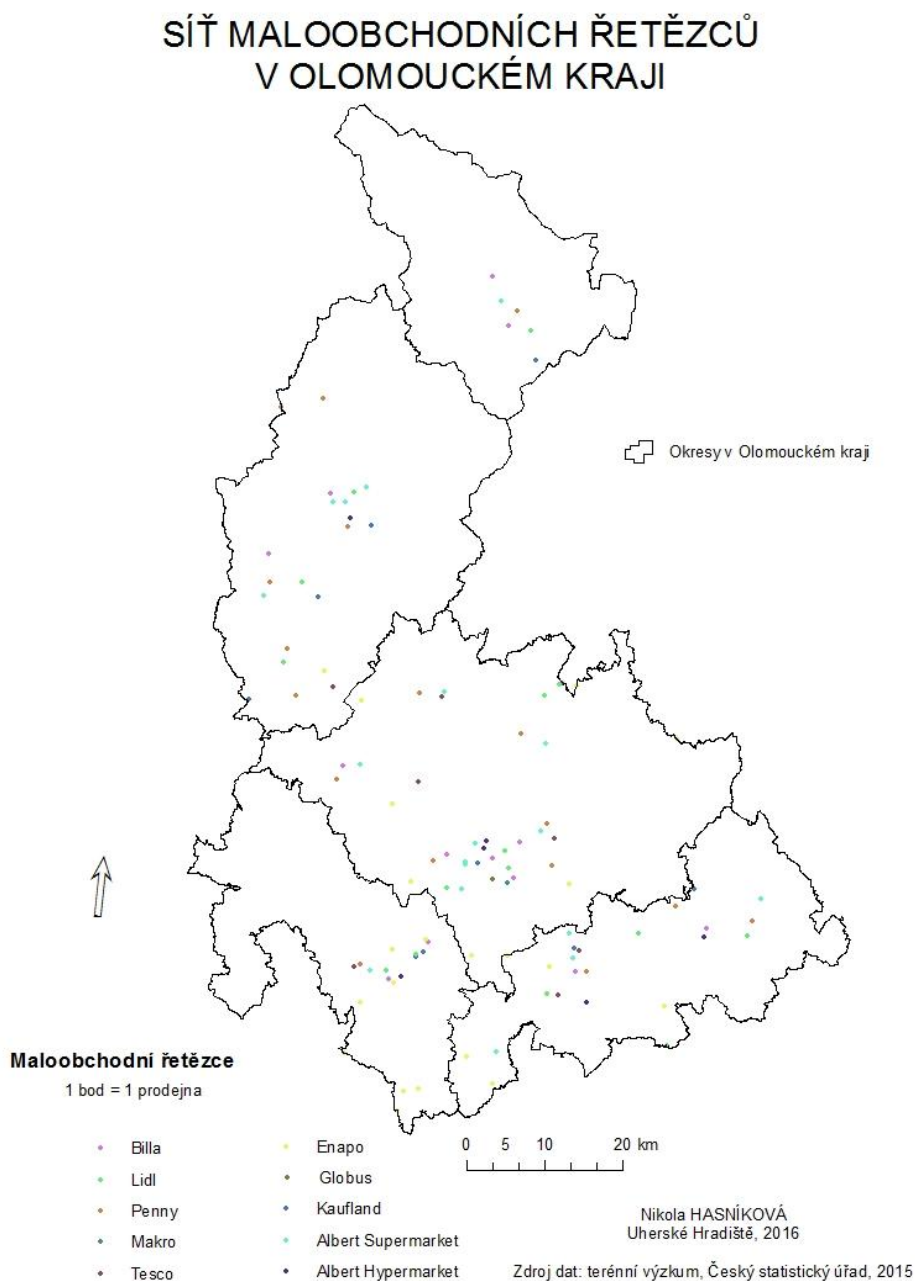 SÍŤ MALOOBCHODNÍCH ŘETĚZCŮ
V OLOMOUCKÉM KRAJI
Okresy v Olomouckém kraji
Maloobchodní řetězce
1 bod = 1 prodejna
Billa
Lidl
Penny
Makro
Tesco
Enapo
Globus
Kaufland
Albert Supermarket
Albert Hypermarket
0 5 10 20 km
Nikola HASNÍKOVÁ
Uherské Hradiště, 2016
Zdroj dat: terénní výzkum, Český statistický úřad, 2015